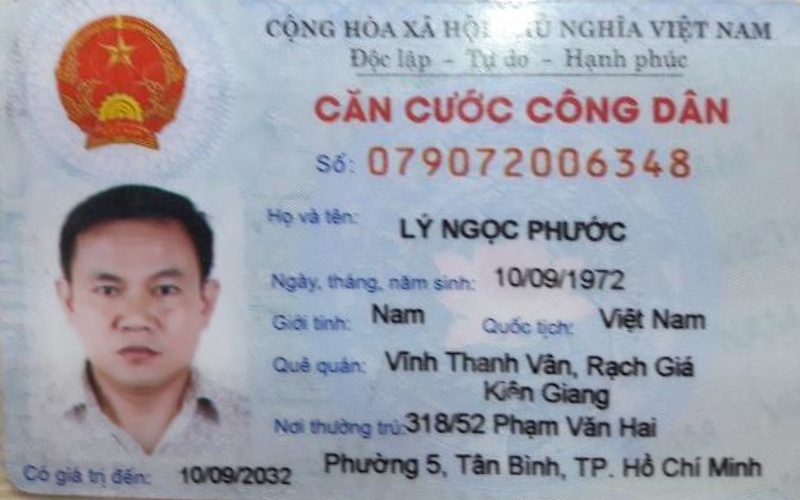 CỘNG HÒA XÃ HỘI CHỦ NGHĨA VIỆT NAM
Độc lập - Tự do - Hạnh phúc
CĂN CƯỚC CÔNG DÂN
Số: 079072006348
Họ và tên: LÝ NGỌC PHƯỚC
Ngày, tháng, năm sinh: 10/09/1972
Giới tính: Nam Quốc tịch: Việt Nam
Quê quán: Vĩnh Thanh Vân, Rạch Giá
Kiên Giang
Nơi thường trú: 318/52 Phạm Văn Hai
Phường 5, Tân Bình, TP. Hồ Chí Minh
Có giá trị đến: 10/09/2032